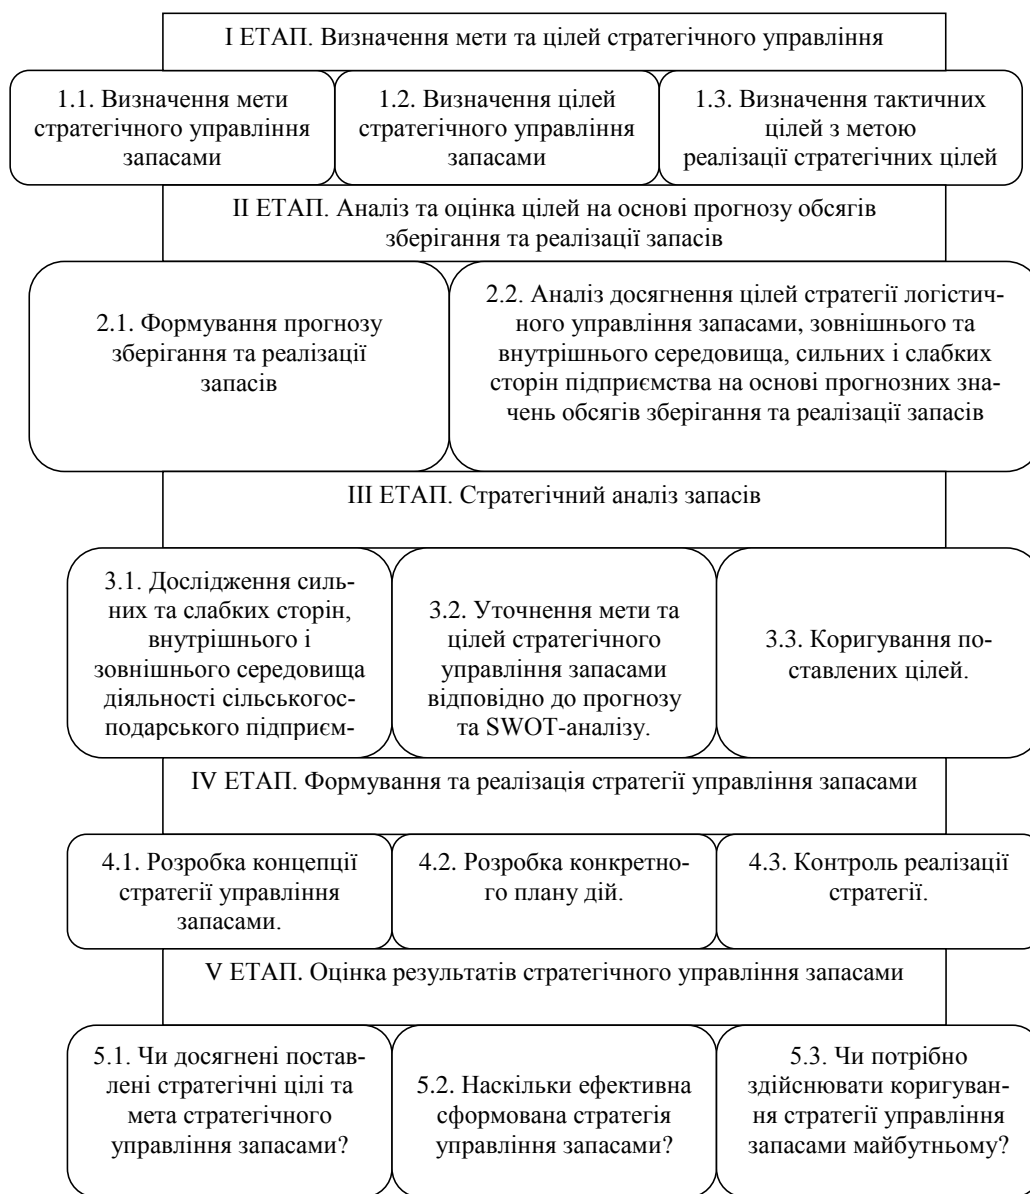 І ЕТАП. Визначення мети та цілей стратегічного управління
1.1. Визначення мети
стратегічного управління
запасами
1.2. Визначення цілей
стратегічного управління
запасами
1.3. Визначення тактичних
цілей з метою
реалізації стратегічних цілей
ІІ ЕТАП. Аналіз та оцінка цілей на основі прогнозу обсягів
зберігання та реалізації запасів
2.1. Формування прогнозу
зберігання та реалізації
запасів
2.2. Аналіз досягнення цілей стратегії логістич-
ного управління запасами, зовнішнього та
внутрішнього середовища, сильних і слабких
сторін підприємства на основі прогнозних зна-
чень обсягів зберігання та реалізації запасів
ІІІ ЕТАП. Стратегічний аналіз запасів
3.1. Дослідження силь-
них та слабких сторін,
внутрішнього і
зовнішнього середовища
діяльності сільськогос-
подарського підприєм-
3.2. Уточнення мети та
цілей стратегічного
управління запасами
відповідно до прогнозу
та SWOT-аналізу.
3.3. Коригування по-
ставлених цілей.
IV ЕТАП. Формування та реалізація стратегії управління запасами
4.1. Розробка концепції
стратегії управління
запасами.
4.2. Розробка конкретно-
го плану дій.
4.3. Контроль реалізації
стратегії.
V ЕТАП. Оцінка результатів стратегічного управління запасами
5.1. Чи досягнені постав-
лені стратегічні цілі та
мета стратегічного
управління запасами?
5.2. Наскільки ефективна
сформована стратегія
управління запасами?
5.3. Чи потрібно
здійснювати коригуван-
ня стратегії управління
запасами майбутньому?